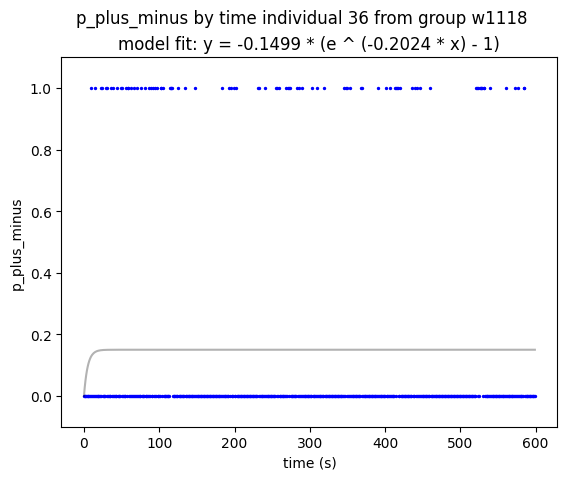 p_plus_minus by time individual 36 from group w1118
model fit: y = -0.1499 * (e ^ (-0.2024 * x) - 1)
1.0
0.8
0.6
0.4
0.2
0.0
p_plus_minus
0 100 200 300 400 500 600
time (s)